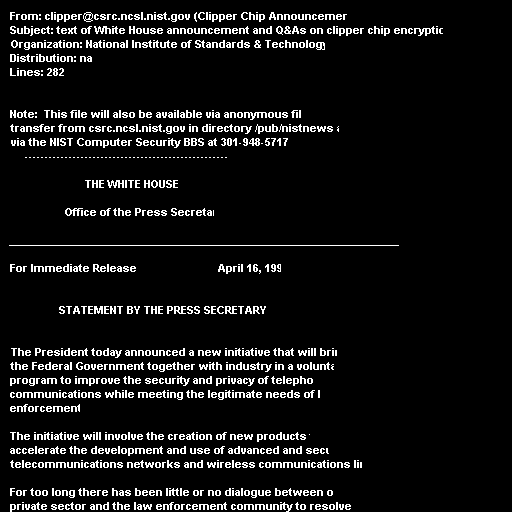 From: clipper@csrc.ncsl.nist.gov (Clipper Chip Announcemen
Subject: text of White House announcement and Q&As on clipper chip encryptio
Organization: National Institute of Standards & Technology
Distribution: na
Lines: 282
Note: This file will also be available via anonymous fil
transfer from csrc.ncsl.nist.gov in directory /pub/nistnews a
via the NIST Computer Security BBS at 301-948-5717
---------------------------------------------------
THE WHITE HOUSE
Office of the Press Secreta
For Immediate Release April 16, 199
STATEMENT BY THE PRESS SECRETARY
The President today announced a new initiative that will brin
the Federal Government together with industry in a volunta
program to improve the security and privacy of telepho
communications while meeting the legitimate needs of l
enforcement
The initiative will involve the creation of new products
accelerate the development and use of advanced and secu
telecommunications networks and wireless communications lin
For too long there has been little or no dialogue between o
private sector and the law enforcement community to resolve